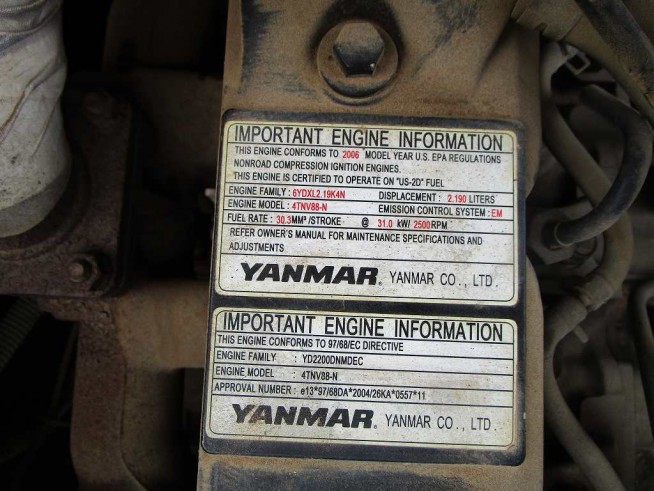 IMPORTANT ENGINE INFORMATION
THIS ENGINE CONFORMS TO 2006 MODEL YEAR U.S. EPA REGULATIONS
NONROAD COMPRESSION IGNITION ENGINES.
THIS ENGINE IS CERTIFIED TO OPERATE ON "US-2D" FUEL
ENGINE FAMILY : 6YDXL2.19K4N DISPLACEMENT : 2.190 LITERS
ENGINE MODEL : 4TNV88-N EMISSION CONTROL SYSTEM : EM
FUEL RATE : 30.3MM³ /STROKE @ 31.0 kW/ 2500RPM
REFER OWNER'S MANUAL FOR MAINTENANCE SPECIFICATIONS AND
ADJUSTMENTS
YANMAR. YANMAR CO., LTD.
IMPORTANT ENGINE INFORMATION
THIS ENGINE CONFORMS TO 97/68/EC DIRECTIVE
ENGINE FAMILY : YD2200DNMDEC
ENGINE MODEL : 4TNV88-N
APPROVAL NUMBER : e13*97/68DA*2004/26KA*0557*11
YANMAR. YANMAR CO., LTD.